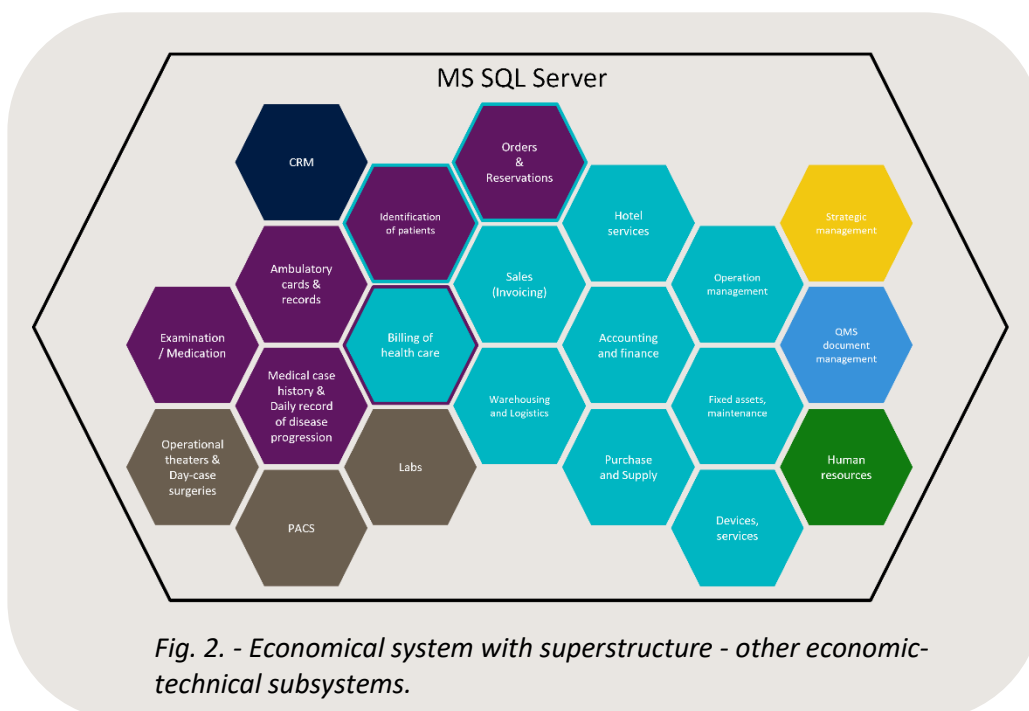 MS SQL Server
CRM
Orders
&
Reservations
Identification
of patients
Hotel
services
Strategic
management
Ambulatory
cards &
records
Sales
(Invoicing)
Operation
management
Examination
/ Medication
Billing of
health care
Accounting
and finance
QMS
document
management
Medical case
history &
Daily record
of disease
progression
Warehousing
and Logistics
Fixed assets,
maintenance
Operational
theaters &
Day-case
surgeries
Labs
Purchase
and Supply
Human
resources
PACS
Devices,
services
Fig. 2. - Economical system with superstructure - other economic-
technical subsystems.